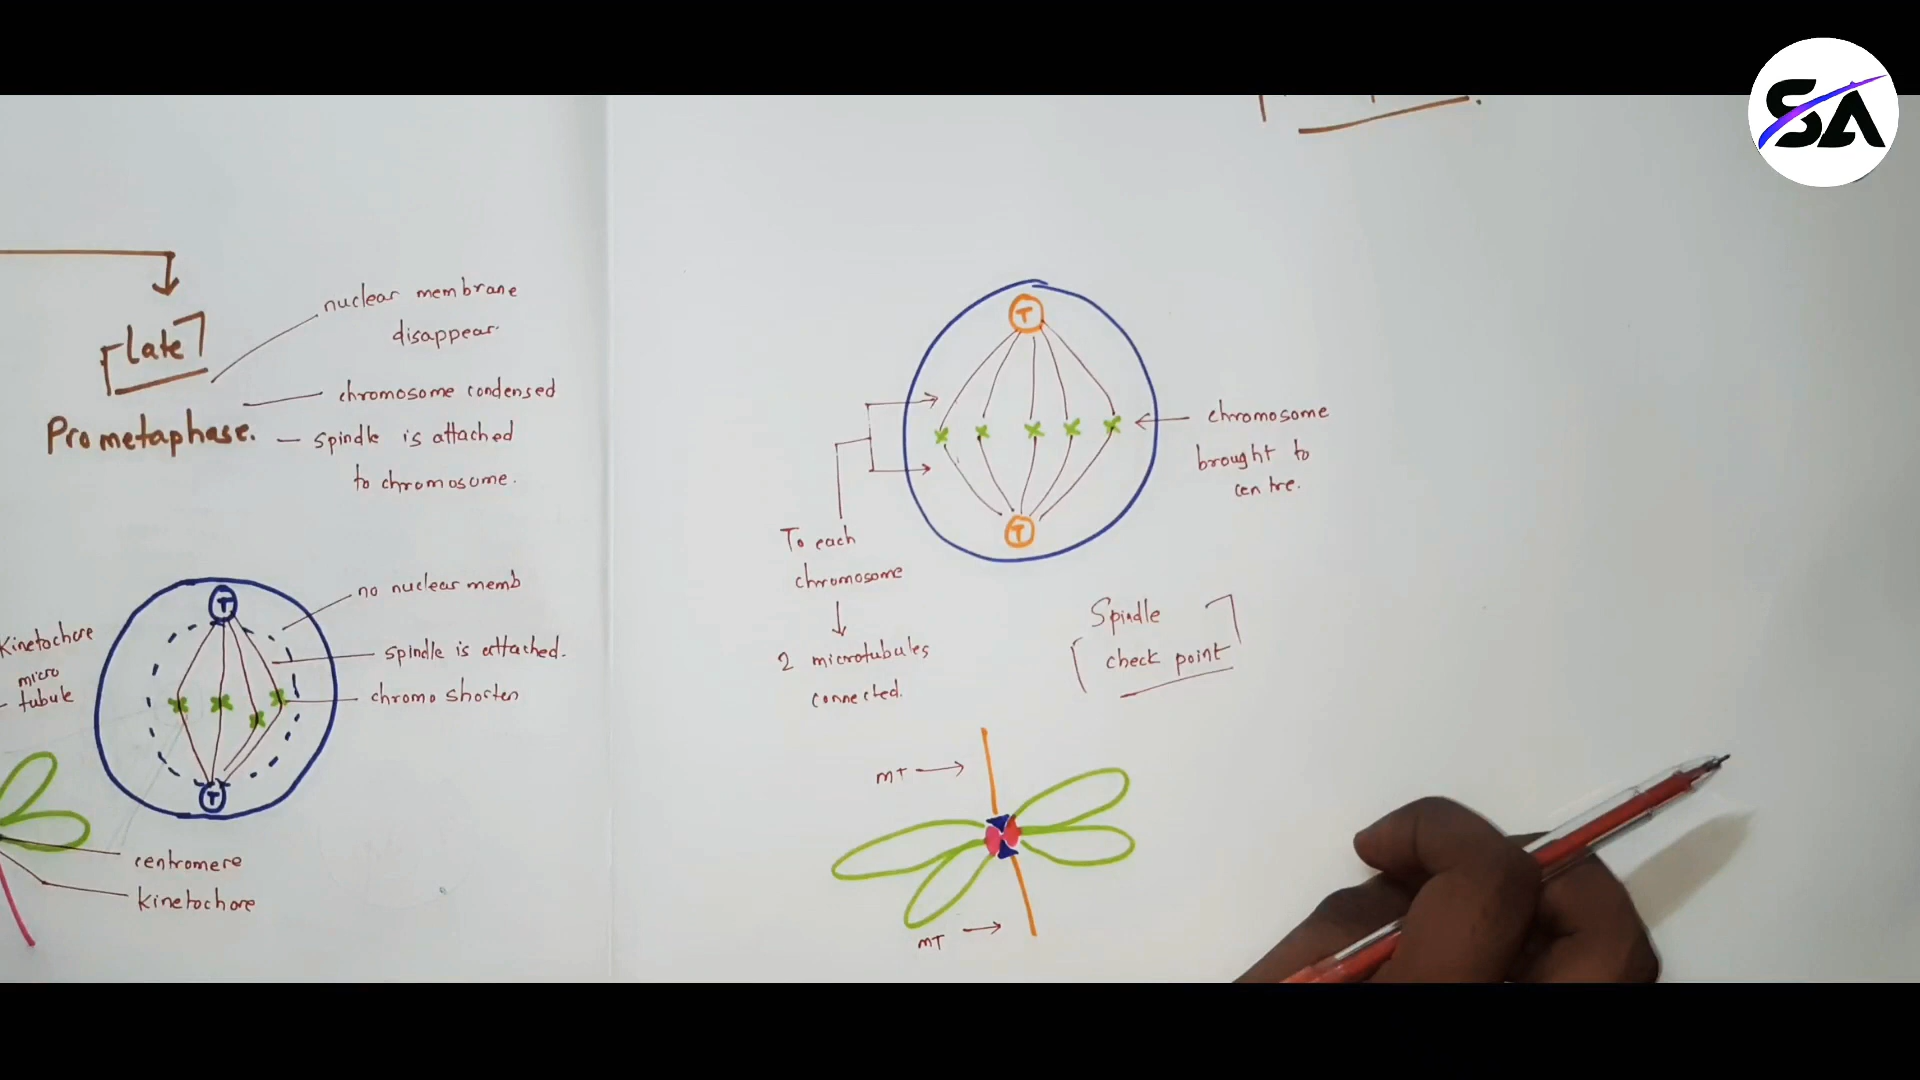 SA
late
nuclear membrane
disappear.
Prometaphase.
chromosome condensed
- spindle is attached
to chromosome.
no nuclear memb
T
spindle is attached.
chromo shorten
T
Kinetochore
micro
tubule
centromere
kinetochore
T
chromosome
brought to
centre.
T
To each
chromosome
2 microtubules
connected.
Spindle
check point
MT
MT